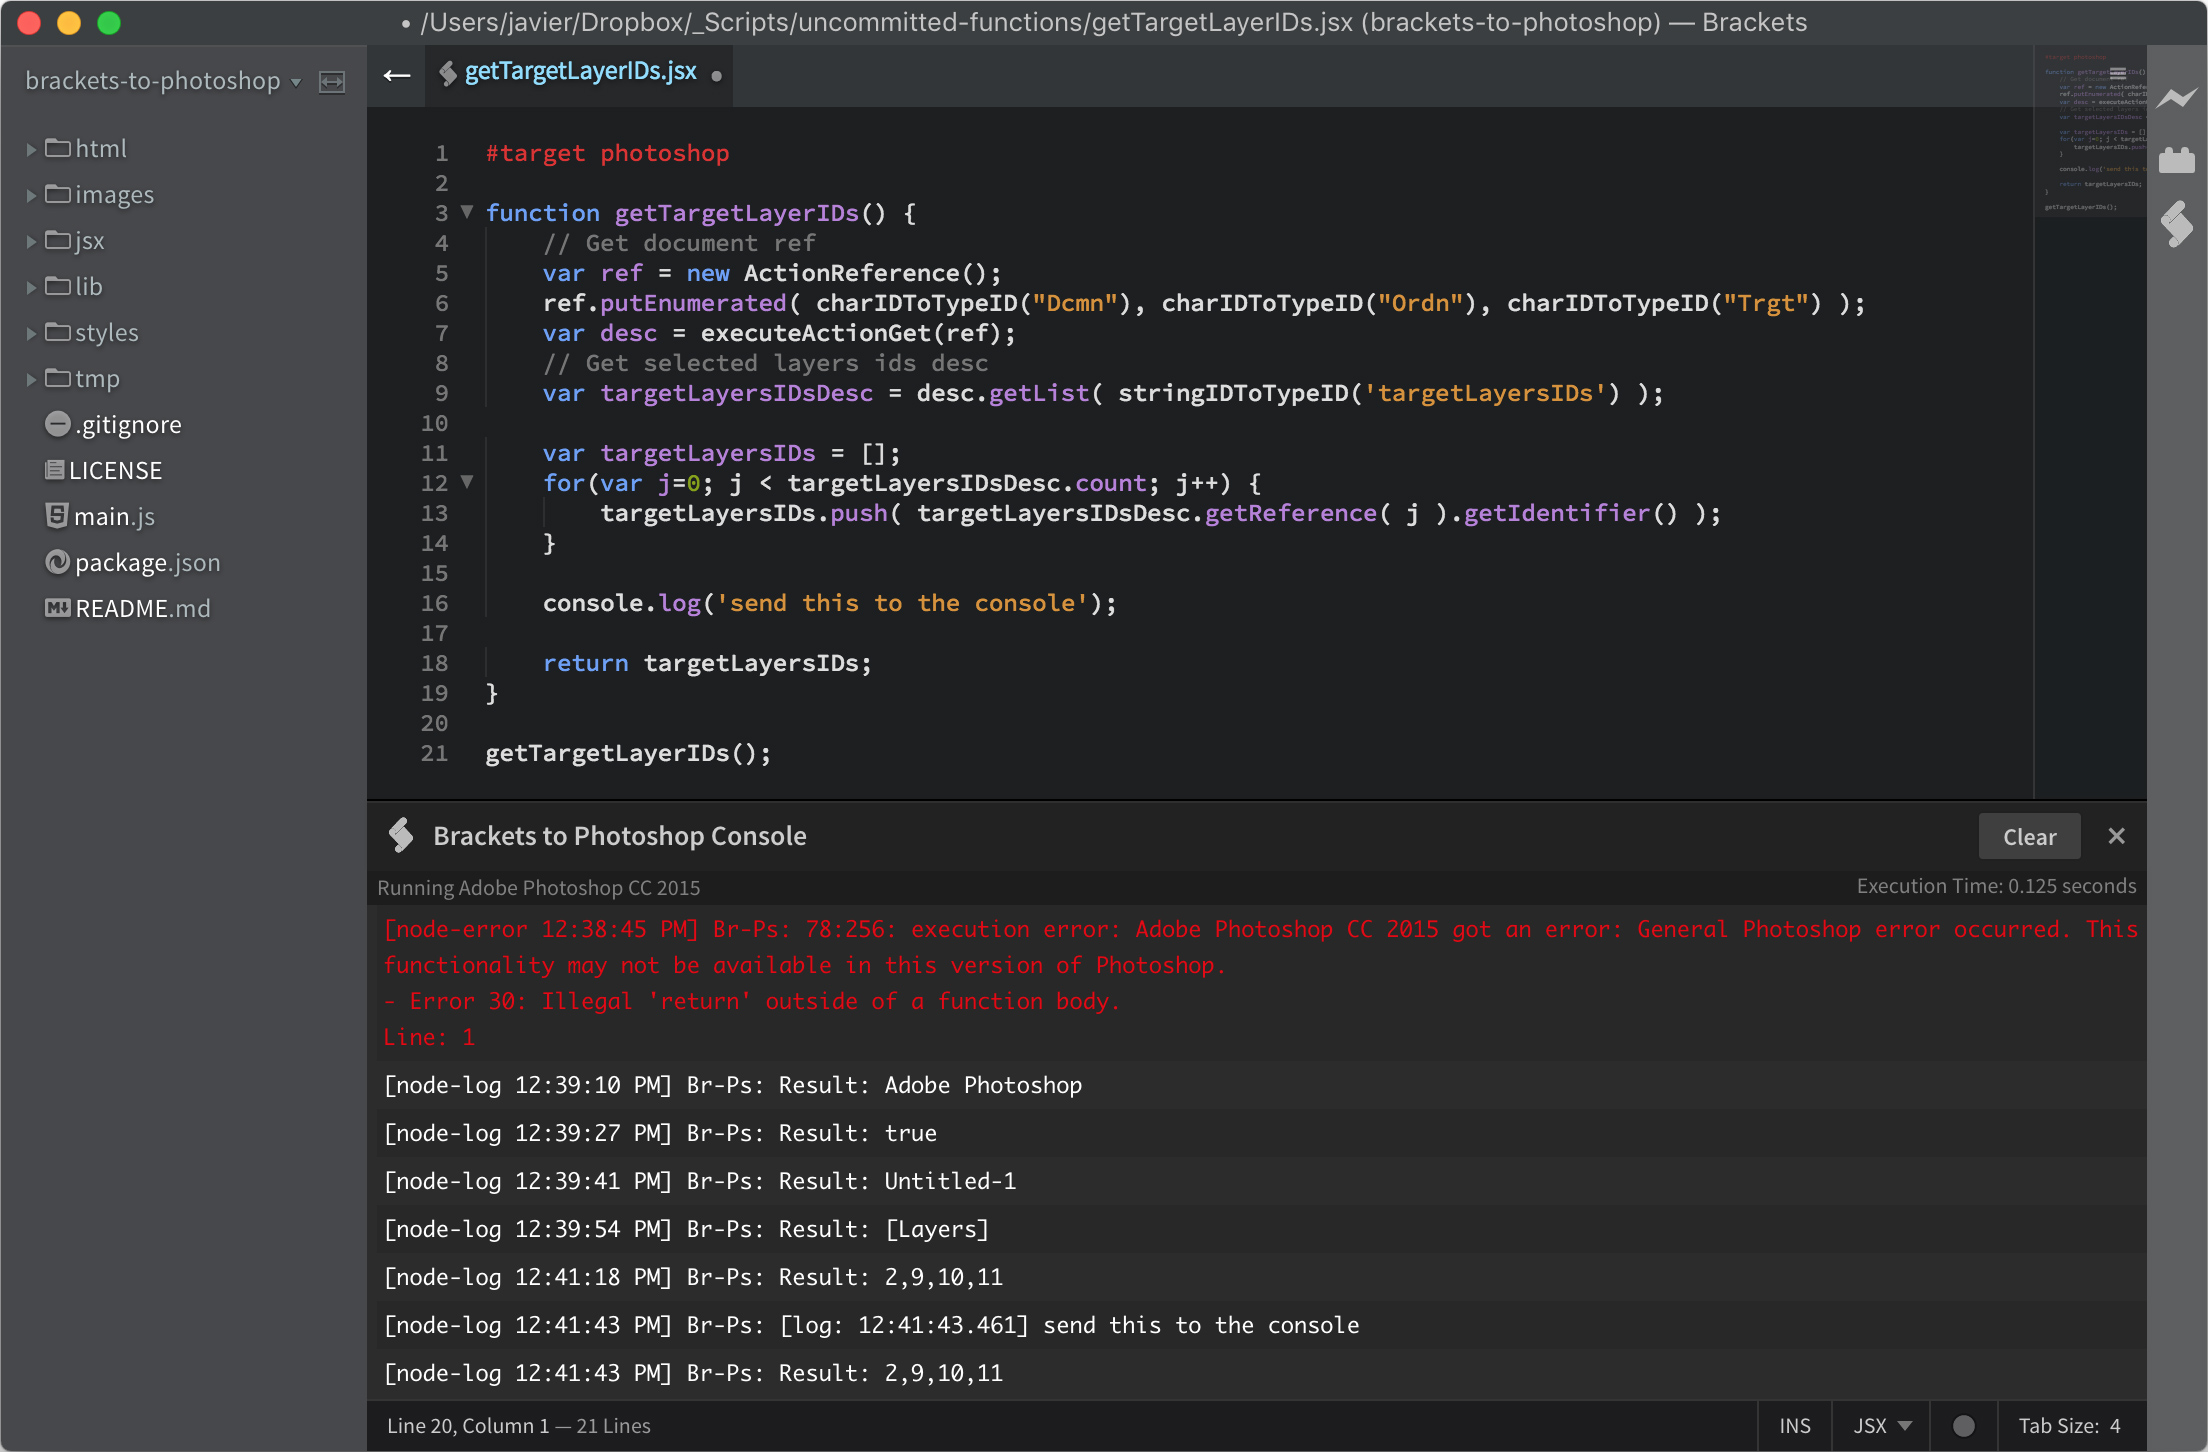 • /Users/javier/Dropbox/_Scripts/uncommitted-functions/getTargetLayerIDs.jsx (brackets-to-photoshop) — Brackets
brackets-to-photoshop
html
images
jsx
lib
styles
tmp
.gitignore
LICENSE
main.js
package.json
README.md
getTargetLayerIDs.jsx
1 #target photoshop
2
3 function getTargetLayerIDs() {
4 // Get document ref
5 var ref = new ActionReference();
6 ref.putEnumerated( charIDToTypeID("Dcmn"), charIDToTypeID("Ordn"), charIDToTypeID("Trgt") );
7 var desc = executeActionGet(ref);
8 // Get selected layers ids desc
9 var targetLayersIDsDesc = desc.getList( stringIDToTypeID('targetLayersIDs') );
10
11 var targetLayersIDs = [];
12 for(var j=0; j < targetLayersIDsDesc.count; j++) {
13 targetLayersIDs.push( targetLayersIDsDesc.getReference( j ).getIdentifier() );
14 }
15
16 console.log('send this to the console');
17
18 return targetLayersIDs;
19 }
20
21 getTargetLayerIDs();
Brackets to Photoshop Console
Clear
Running Adobe Photoshop CC 2015
Execution Time: 0.125 seconds
[node-error 12:38:45 PM] Br-Ps: 78:256: execution error: Adobe Photoshop CC 2015 got an error: General Photoshop error occurred. This
functionality may not be available in this version of Photoshop.
- Error 30: Illegal 'return' outside of a function body.
Line: 1
[node-log 12:39:10 PM] Br-Ps: Result: Adobe Photoshop
[node-log 12:39:27 PM] Br-Ps: Result: true
[node-log 12:39:41 PM] Br-Ps: Result: Untitled-1
[node-log 12:39:54 PM] Br-Ps: Result: [Layers]
[node-log 12:41:18 PM] Br-Ps: Result: 2,9,10,11
[node-log 12:41:43 PM] Br-Ps: [log: 12:41:43.461] send this to the console
[node-log 12:41:43 PM] Br-Ps: Result: 2,9,10,11
Line 20, Column 1 — 21 Lines
INS
JSX
Tab Size: 4